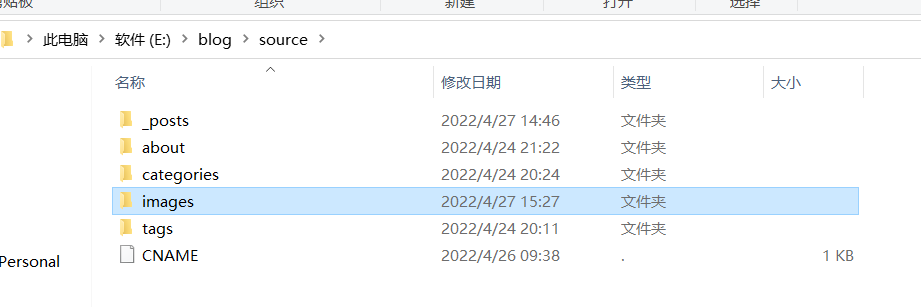 组织 新建 打开 选择
此电脑 > 软件 (E:) > blog > source >
名称 修改日期 类型 大小
_posts 2022/4/27 14:46 文件夹
about 2022/4/24 21:22 文件夹
categories 2022/4/24 20:24 文件夹
images 2022/4/27 15:27 文件夹
tags 2022/4/24 20:11 文件夹
CNAME 2022/4/26 09:38 . 1 KB
Personal